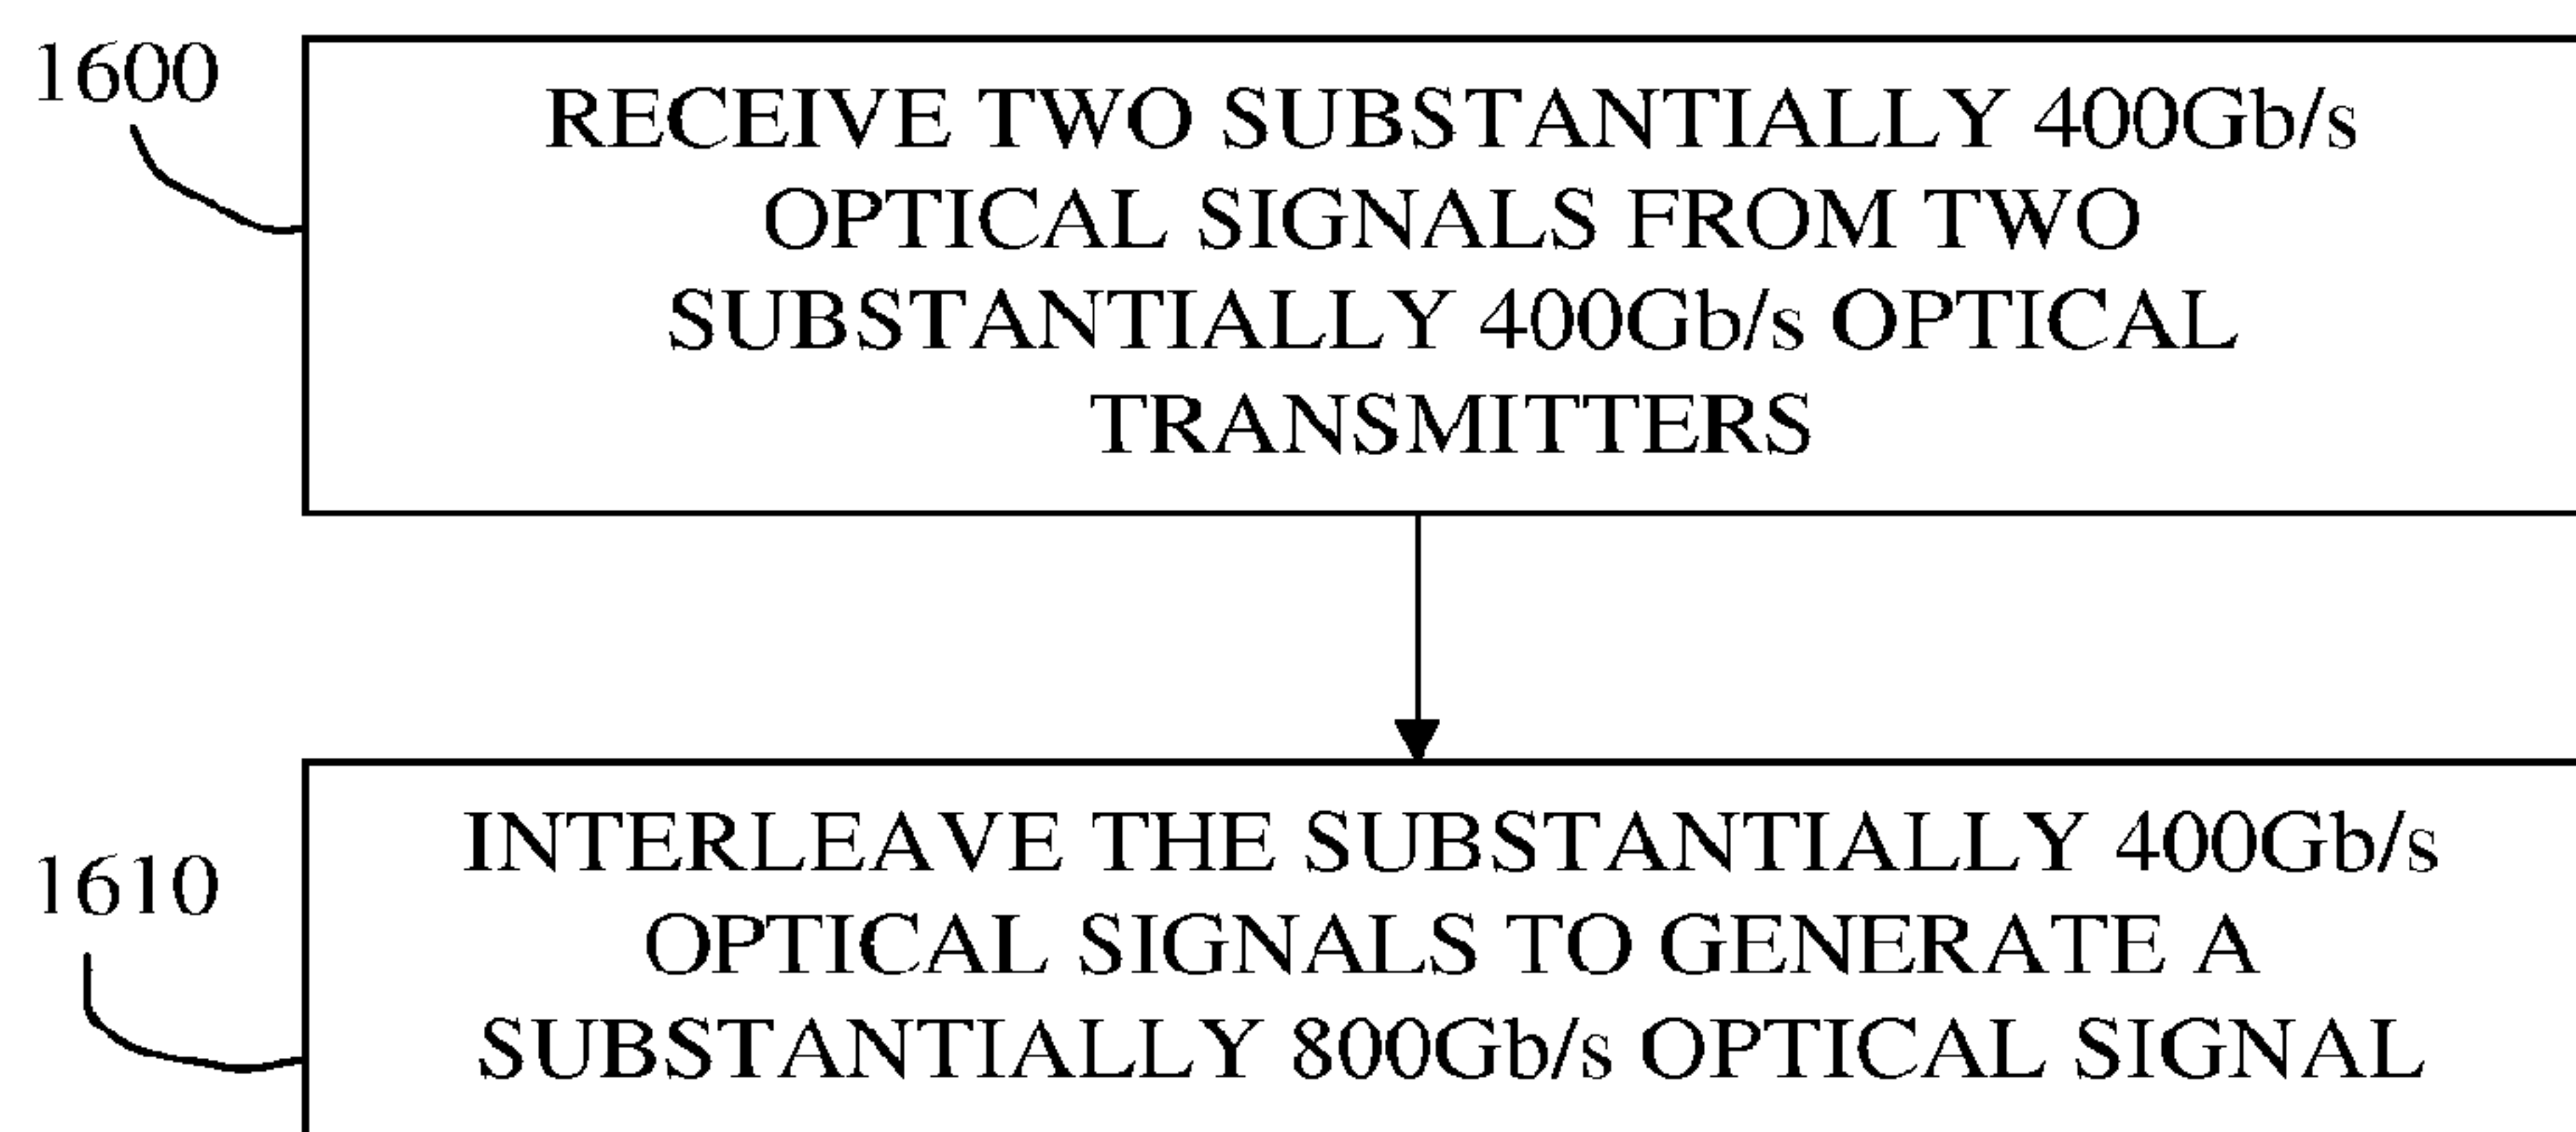 1600
RECEIVE TWO SUBSTANTIALLY 400Gb/s
OPTICAL SIGNALS FROM TWO
SUBSTANTIALLY 400Gb/s OPTICAL
TRANSMITTERS
1610
INTERLEAVE THE SUBSTANTIALLY 400Gb/s
OPTICAL SIGNALS TO GENERATE A
SUBSTANTIALLY 800Gb/s OPTICAL SIGNAL